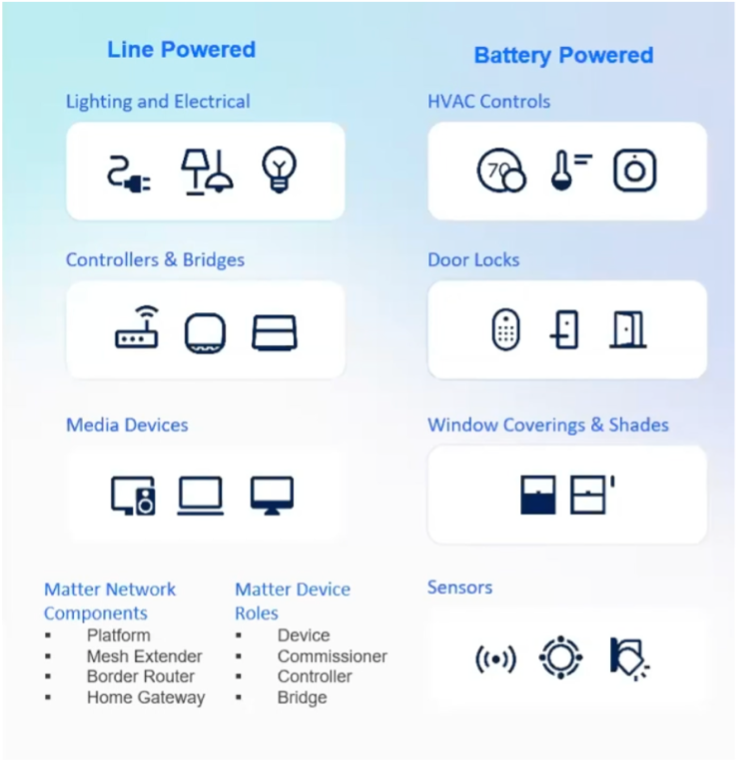 Line Powered
Battery Powered
Lighting and Electrical
HVAC Controls
70
Controllers & Bridges
Door Locks
Media Devices
Window Coverings & Shades
Matter Network
Components
▪ Platform
▪ Mesh Extender
▪ Border Router
▪ Home Gateway
Matter Device
Roles
▪ Device
▪ Commissioner
▪ Controller
▪ Bridge
Sensors